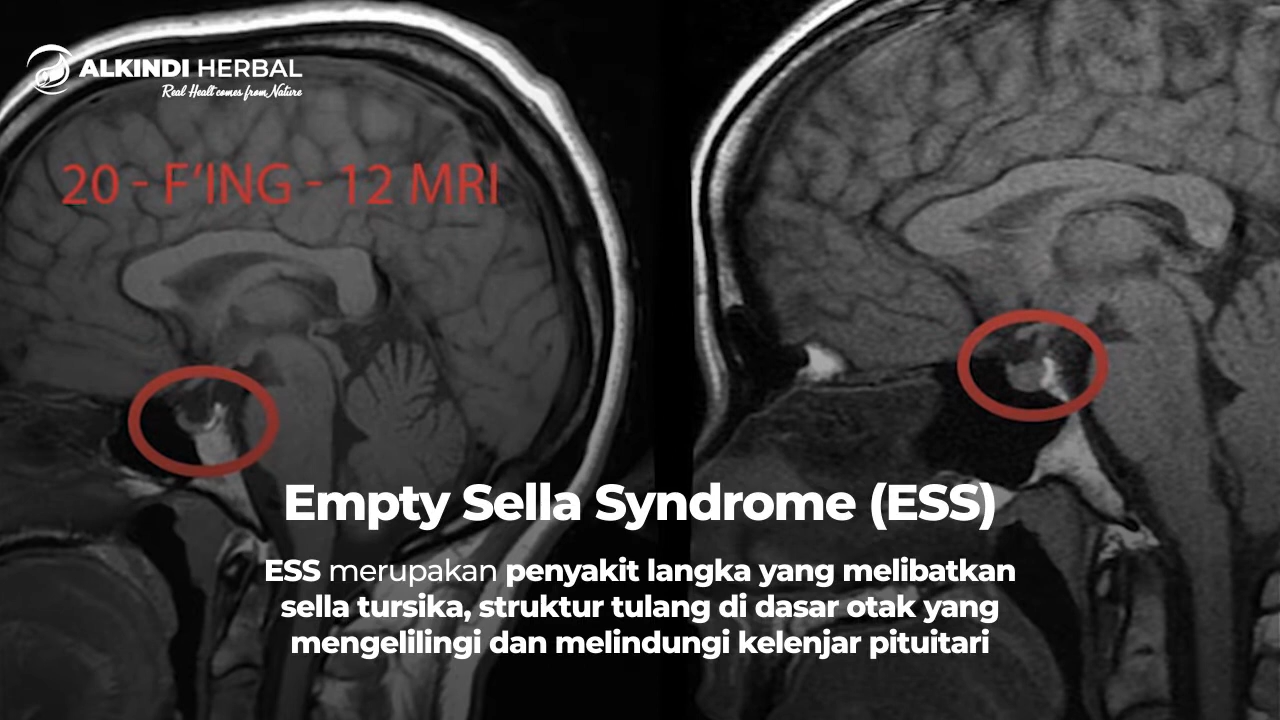 ALKINDI HERBAL
Real Healt comes from Nature
20 - F'ING - 12 MRI
Empty Sella Syndrome (ESS)
ESS merupakan penyakit langka yang melibatkan
sella tursika, struktur tulang di dasar otak yang
mengelilingi dan melindungi kelenjar pituitari